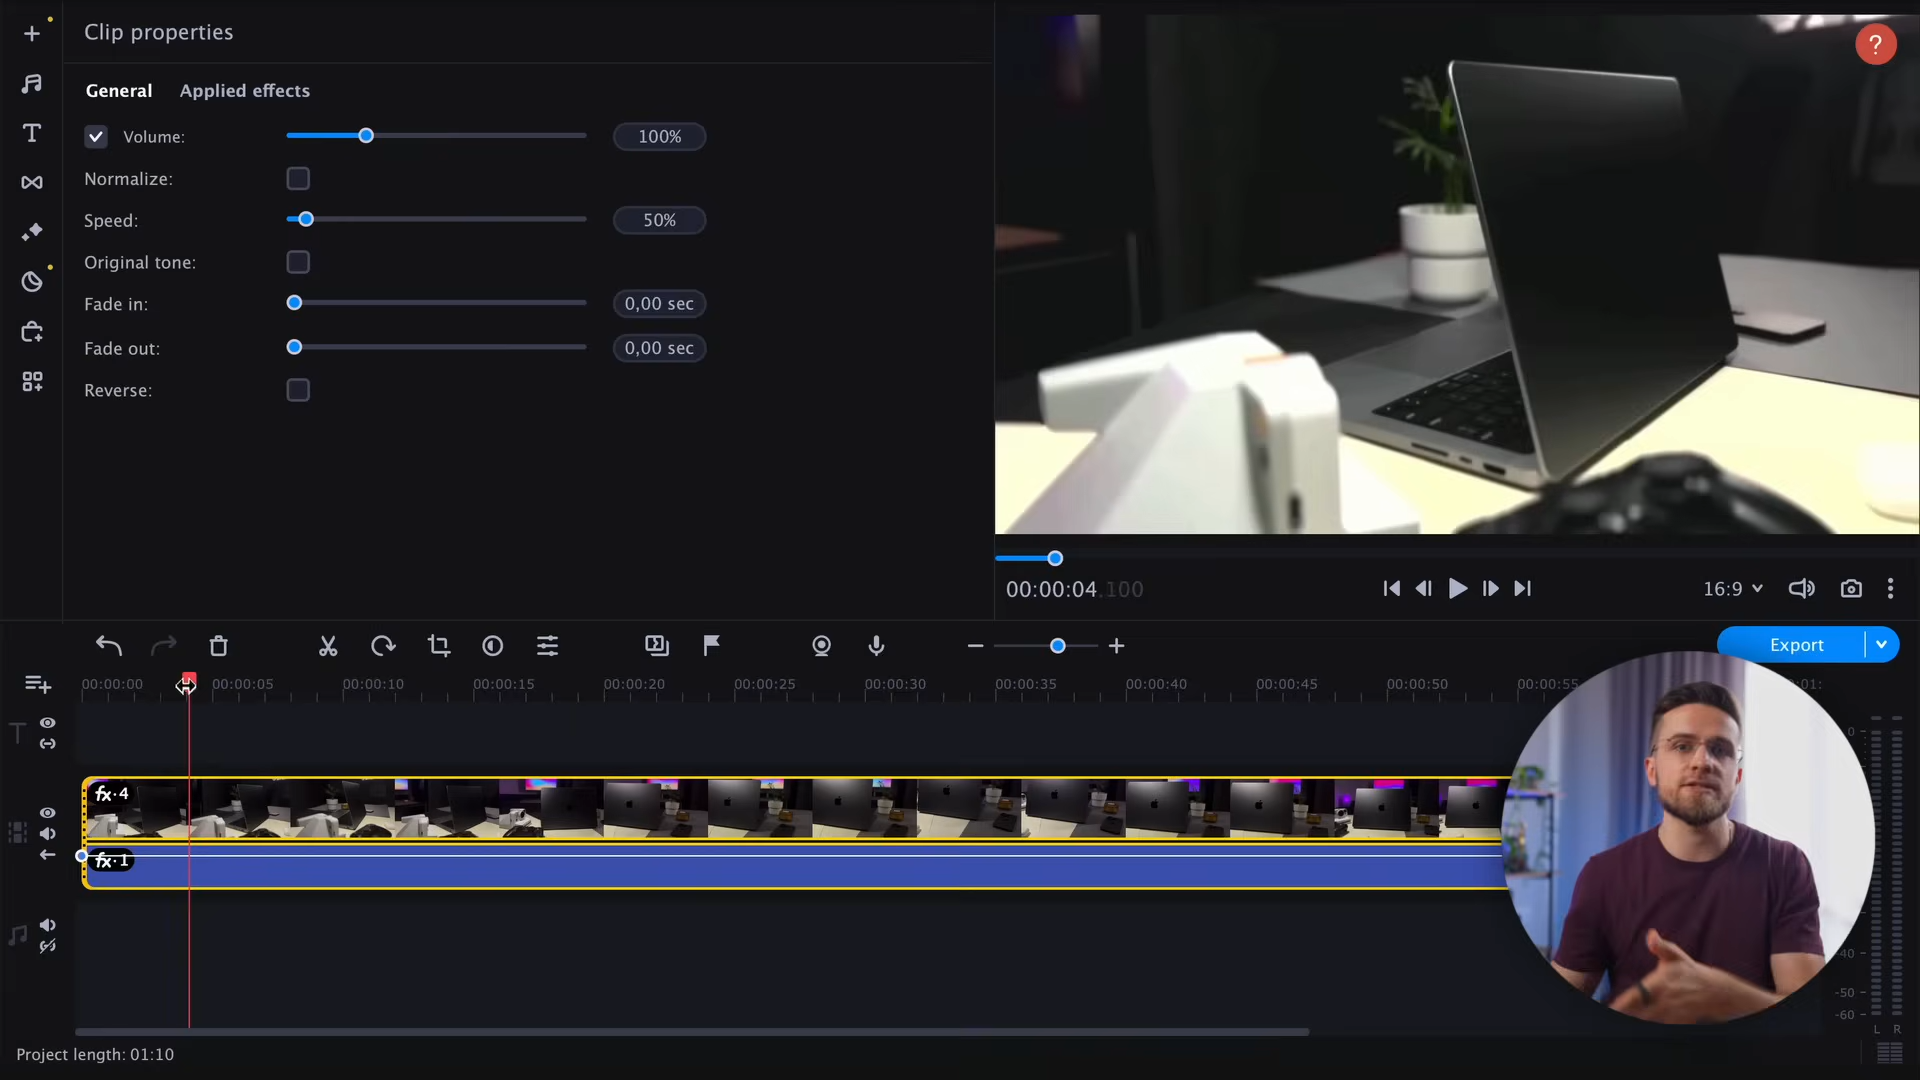 Clip properties
?
General Applied effects
Volume: 100%
Normalize:
Speed: 50%
Original tone:
Fade in: 0,00 sec
Fade out: 0,00 sec
Reverse:
00:00:04.100
16:9
Export
00:00:00 00:00:05 00:00:10 00:00:15 00:00:20 00:00:25 00:00:30 00:00:35 00:00:40 00:00:45 00:00:50 00:00:55 01:
0
fx·4
fx·1
-40
-50
-60
L R
Project length: 01:10